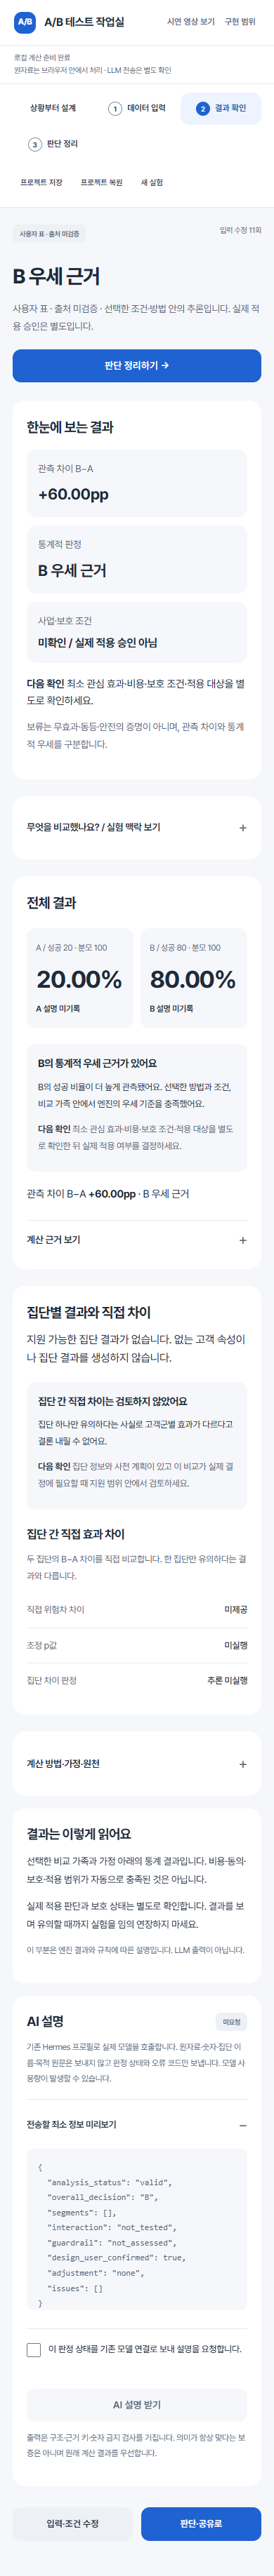 A/B
A/B 테스트 작업실
시연 영상 보기
구현 범위
로컬 계산 준비 완료
원자료는 브라우저 안에서 처리 · LLM 전송은 별도 확인
상황부터 설계
1 데이터 입력
2 결과 확인
3 판단 정리
프로젝트 저장
프로젝트 복원
새 실험
사용자 표 · 출처 미검증
입력 수정 11회
B 우세 근거
사용자 표 · 출처 미검증 · 선택한 조건·방법 안의 추론입니다. 실제 적
용 승인은 별도입니다.
판단 정리하기 →
한눈에 보는 결과
관측 차이 B−A
+60.00pp
통계적 판정
B 우세 근거
사업·보호 조건
미확인 / 실제 적용 승인 아님
다음 확인 최소 관심 효과·비용·보호 조건·적용 대상을 별
도로 확인하세요.
보류는 무효과·동등·안전의 증명이 아니며, 관측 차이와 통계
적 우세를 구분합니다.
무엇을 비교했나요? / 실험 맥락 보기
+
전체 결과
A / 성공 20 · 분모 100
20.00%
A 설명 미기록
B / 성공 80 · 분모 100
80.00%
B 설명 미기록
B의 통계적 우세 근거가 있어요
B의 성공 비율이 더 높게 관측됐어요. 선택한 방법과 조건,
비교 가족 안에서 엔진의 우세 기준을 충족했어요.
다음 확인 최소 관심 효과·비용·보호 조건·적용 대상을 별도
로 확인한 뒤 실제 적용 여부를 결정하세요.
관측 차이 B−A +60.00pp · B 우세 근거
계산 근거 보기
+
집단별 결과와 직접 차이
지원 가능한 집단 결과가 없습니다. 없는 고객 속성이
나 집단 결과를 생성하지 않습니다.
집단 간 직접 차이는 검토하지 않았어요
집단 하나만 유의하다는 사실로 고객군별 효과가 다르다고
결론 내릴 수 없어요.
다음 확인 집단 정보와 사전 계획이 있고 이 비교가 실제 결
정에 필요할 때 지원 범위 안에서 검토하세요.
집단 간 직접 효과 차이
두 집단의 B−A 차이를 직접 비교합니다. 한 집단만 유의하다는 결
과와 다릅니다.
직접 위험차 차이
미제공
조정 p값
미실행
집단 차이 판정
추론 미실행
계산 방법·가정·원천
+
결과는 이렇게 읽어요
선택한 비교 가족과 가정 아래의 통계 결과입니다. 비용·동의·
보호·적용 범위가 자동으로 충족된 것은 아닙니다.
실제 적용 판단과 보호 상태는 별도로 확인합니다. 결과를 보
며 유의할 때까지 실험을 임의 연장하지 마세요.
이 부분은 엔진 결과와 규칙에 따른 설명입니다. LLM 출력이 아닙니다.
AI 설명
미요청
기존 Hermes 프로필로 실제 모델을 호출합니다. 원자료·숫자·집단 이
름·목적 원문은 보내지 않고 판정 상태와 오류 코드만 보냅니다. 모델 사
용량이 발생할 수 있습니다.
전송할 최소 정보 미리보기
−
{
"analysis_status": "valid",
"overall_decision": "B",
"segments": [],
"interaction": "not_tested",
"guardrail": "not_assessed",
"design_user_confirmed": true,
"adjustment": "none",
"issues": []
}
이 판정 상태를 기존 모델 연결로 보내 설명을 요청합니다.
AI 설명 받기
출력은 구조·근거 키·숫자 금지 검사를 거칩니다. 의미가 항상 맞다는 보
증은 아니며 원래 계산 결과를 우선합니다.
입력·조건 수정
판단·공유로